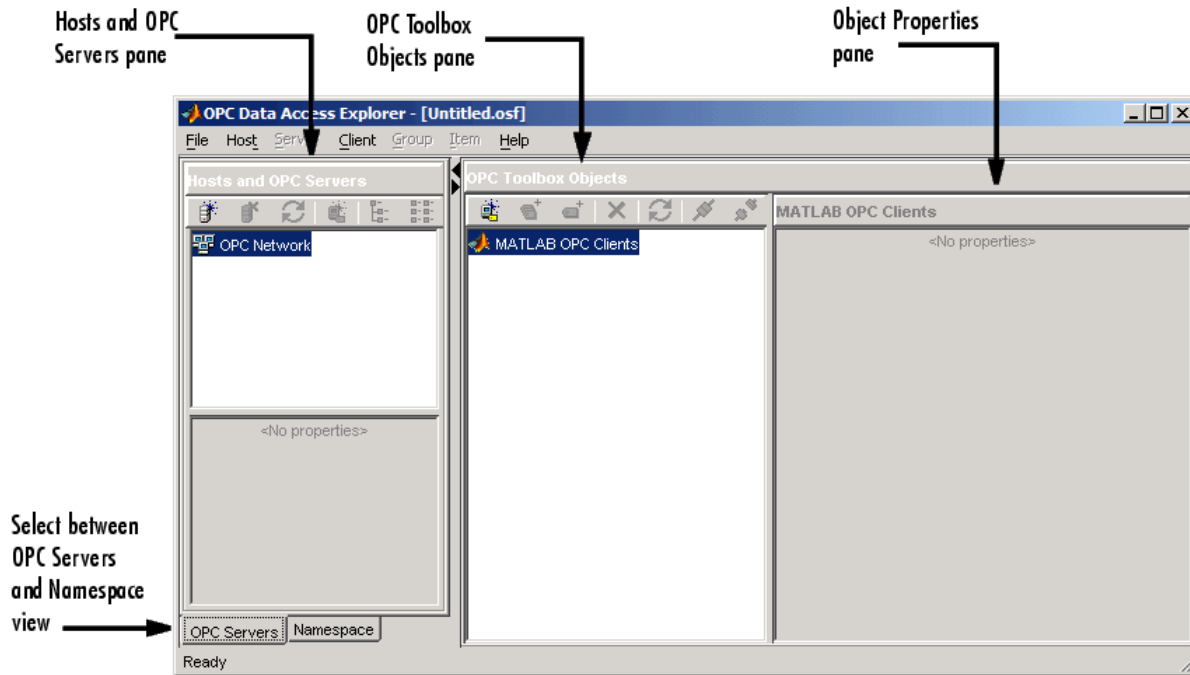 Hosts and OPC
Servers pane
OPC Toolbox
Objects pane
Object Properties
pane
OPC Data Access Explorer - [Untitled.osf]
File Host Server Client Group Item Help
Hosts and OPC Servers
OPC Toolbox Objects
MATLAB OPC Clients
OPC Network
MATLAB OPC Clients
<No properties>
<No properties>
Select between
OPC Servers
and Namespace
view
OPC Servers Namespace
Ready